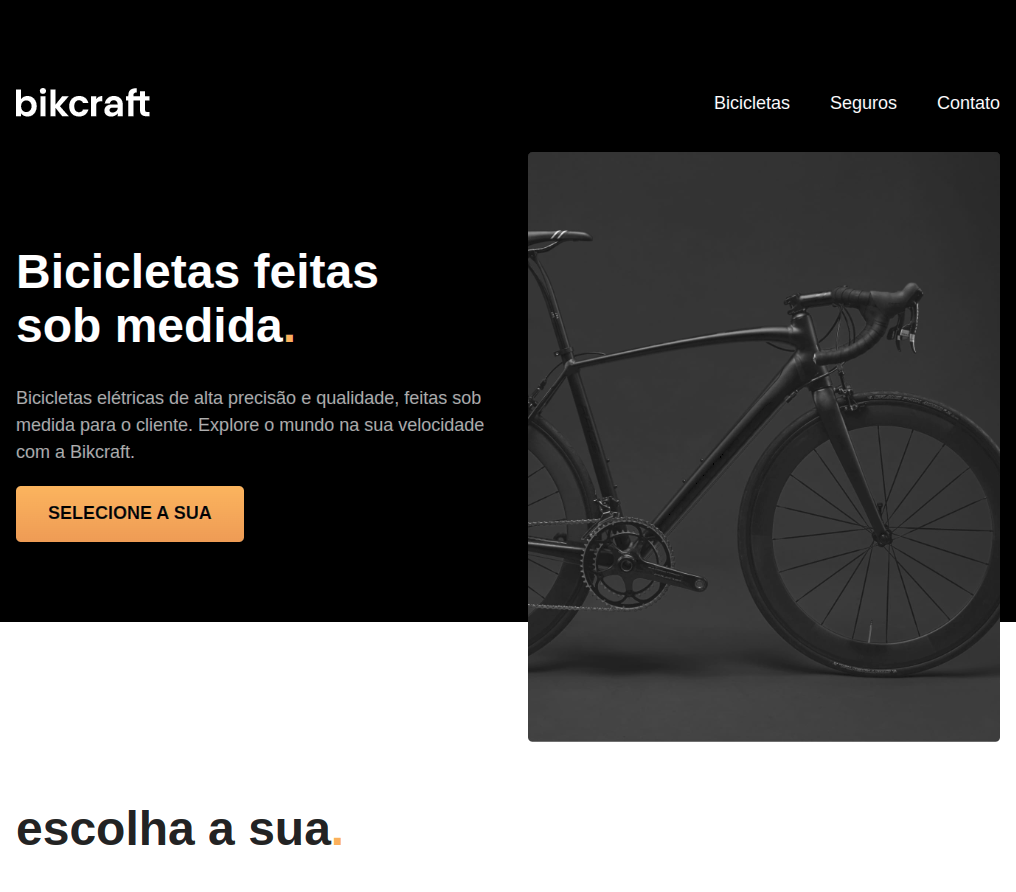 bikcraft
Bicicletas Seguros Contato
Bicicletas feitas
sob medida.
Bicicletas elétricas de alta precisão e qualidade, feitas sob
medida para o cliente. Explore o mundo na sua velocidade
com a Bikcraft.
SELECIONE A SUA
escolha a sua.